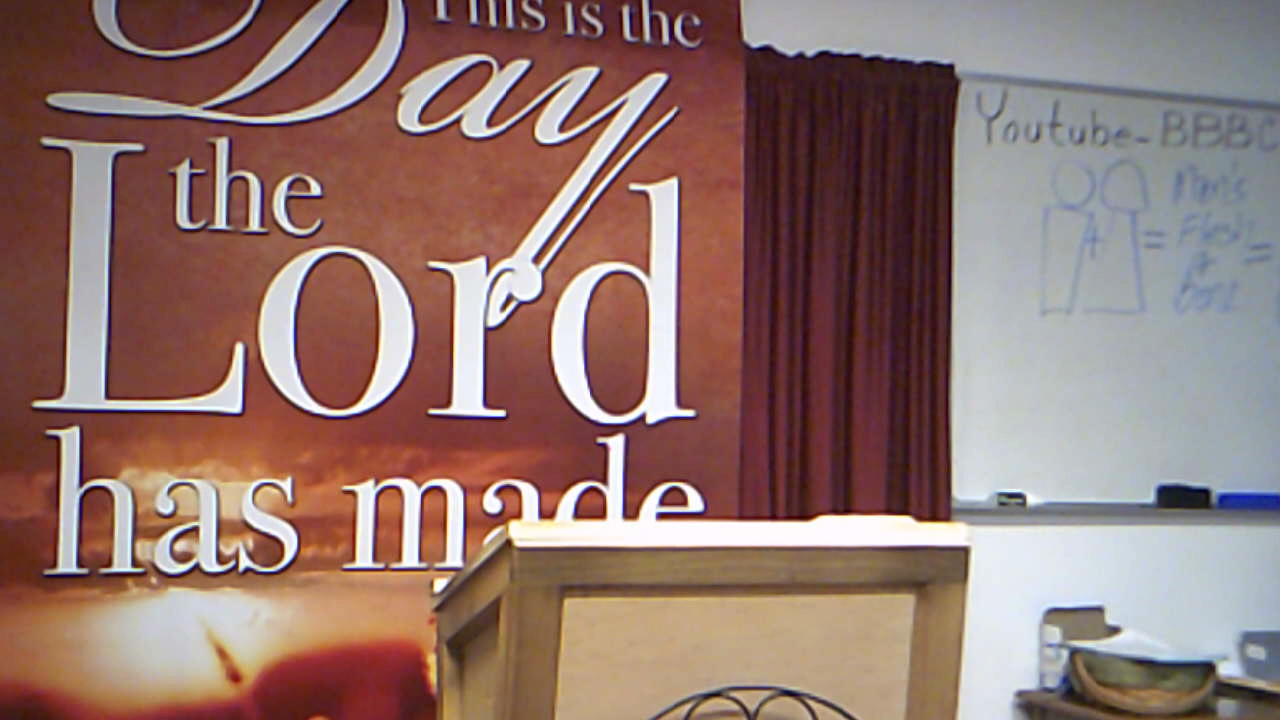 This is the
Day
the
Lord
has made
Youtube-BBBC
A
=
Flesh
=